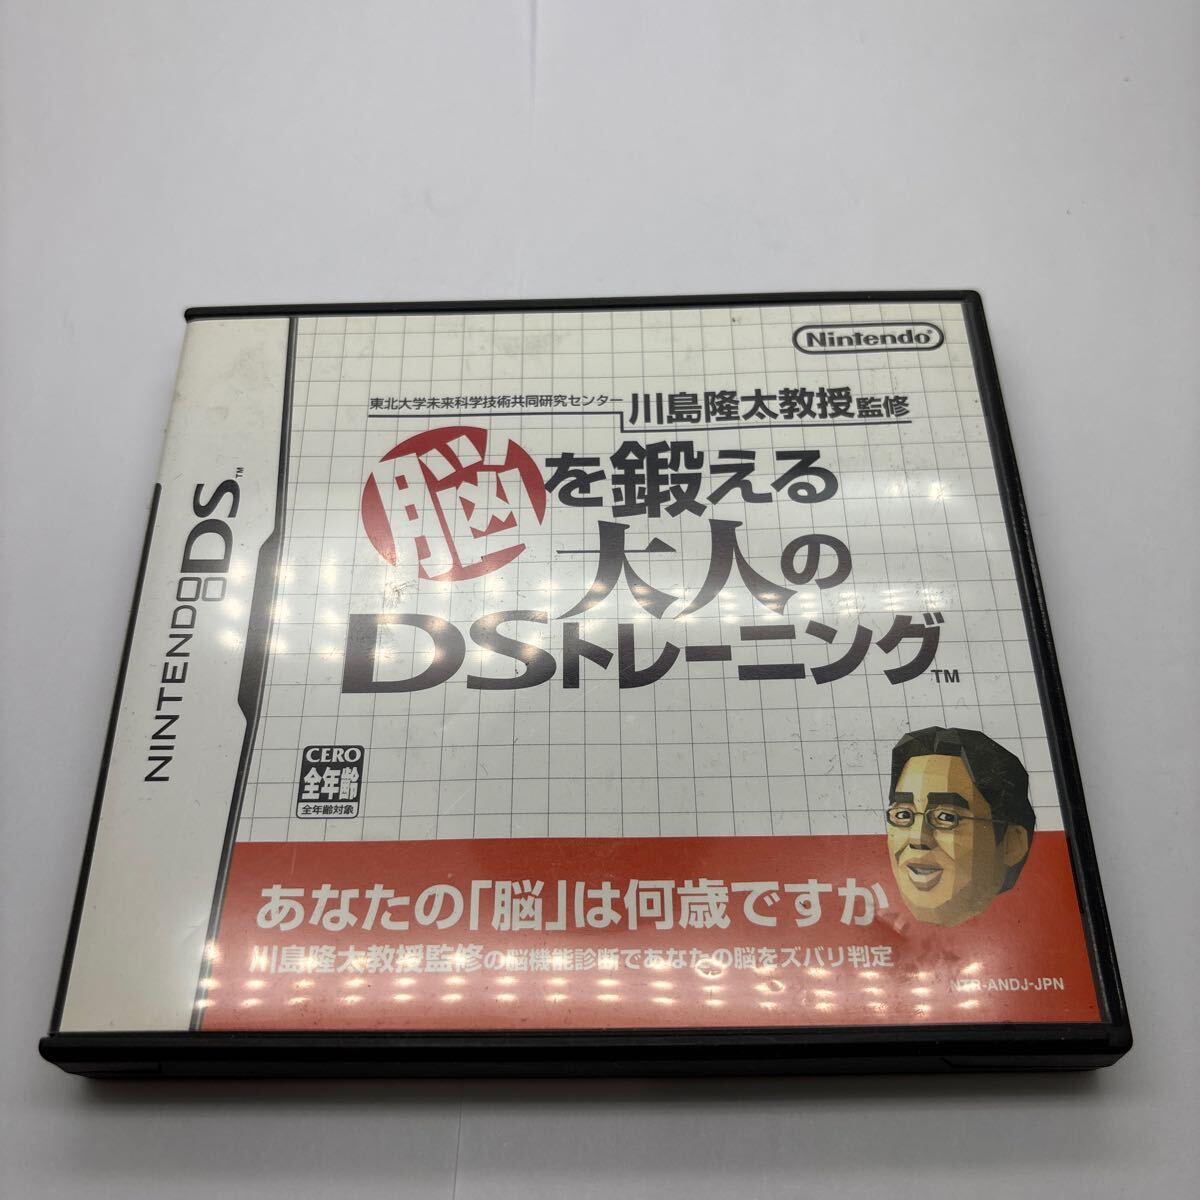 Nintendo
東北大学未来科学技術共同研究センター
川島隆太教授監修
脳を鍛える
大人の
DSトレーニング™
NINTENDO DS™
CERO
全年齢
全年齢対象
あなたの「脳」は何歳ですか
川島隆太教授監修の脳機能診断であなたの脳をズバリ判定
NTR-ANDJ-JPN